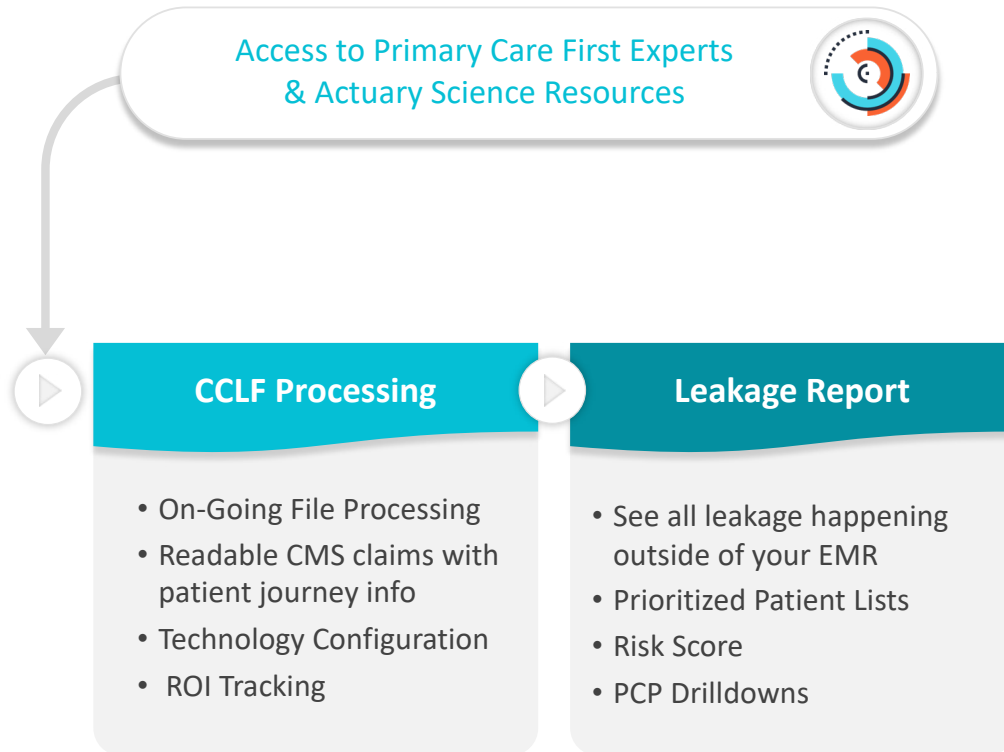 Access to Primary Care First Experts
& Actuary Science Resources
CCLF Processing
• On-Going File Processing
• Readable CMS claims with
patient journey info
• Technology Configuration
• ROI Tracking
Leakage Report
• See all leakage happening
outside of your EMR
• Prioritized Patient Lists
• Risk Score
• PCP Drilldowns